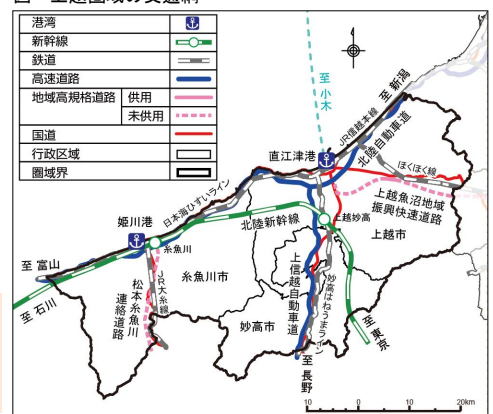 港湾
新幹線
鉄道
高速道路
地域高規格道路
供用
未供用
国道
行政区域
圏域界
至 小木
至 新潟
JR信越本線
北陸自動車道
直江津港
ほくほく線
上越魚沼地域
振興快速道路
日本海ひすいライン
北陸新幹線
上越妙高
上越市
姫川港
糸魚川
至 富山
至 石川
糸魚川市
JR大糸線
松本糸魚川
連絡道路
上信越自動車道
妙高はねうまライン
妙高市
至 東京
至 長野
10
0
10
20km